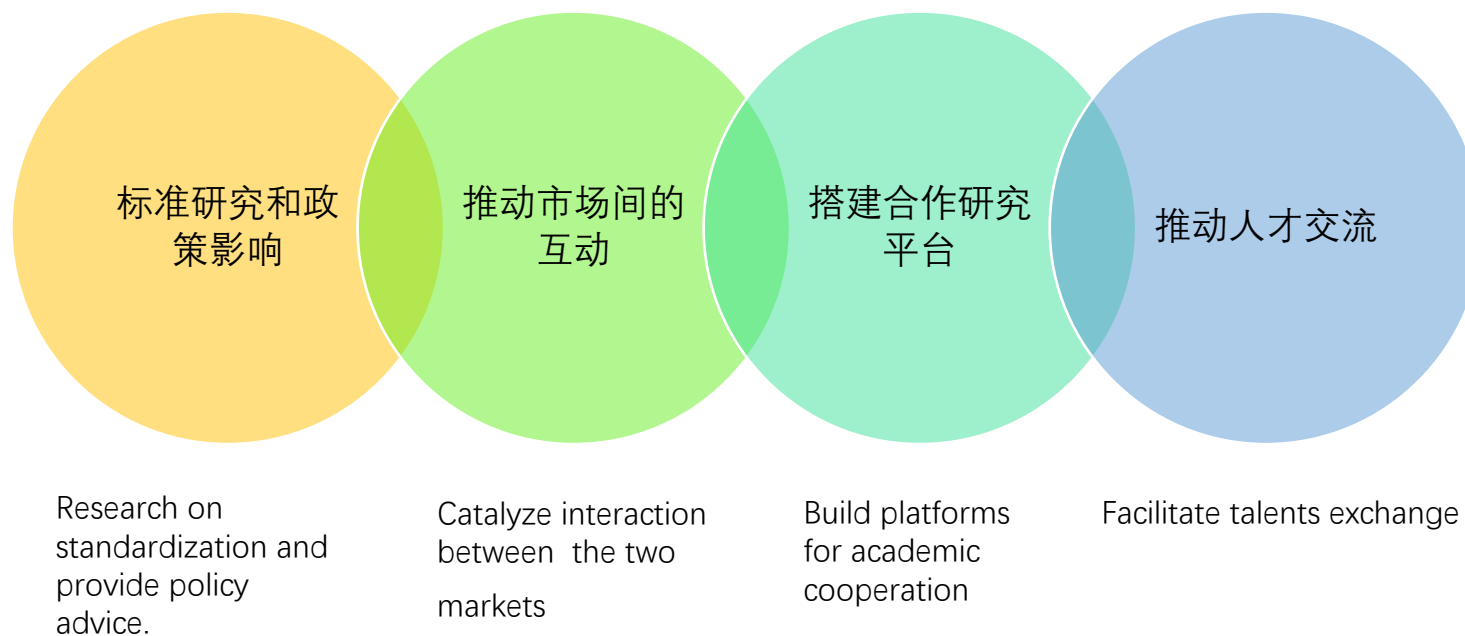 标准研究和政
策影响
推动市场间的
互动
搭建合作研究
平台
推动人才交流
Research on
standardization and
provide policy
advice.
Catalyze interaction
between  the two
markets
Build platforms
for academic
cooperation
Facilitate talents exchange